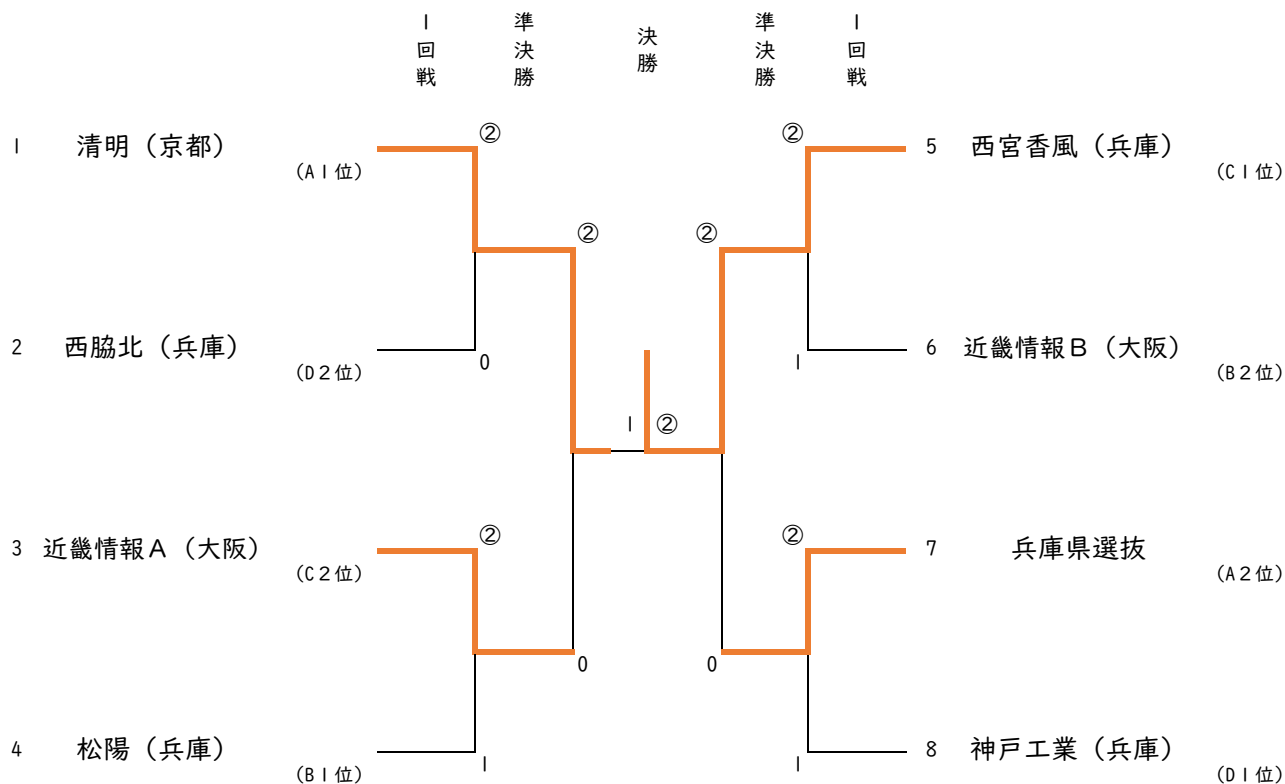 1回戦
準決勝
決勝
準決勝
1回戦
1 清明（京都）
(A1位)
②
②
5 西宮香風（兵庫）
(C1位)
②
②
2 西脇北（兵庫）
(D2位)
0
1
6 近畿情報B（大阪）
(B2位)
1 ②
3 近畿情報A（大阪）
(C2位)
②
②
7 兵庫県選抜
(A2位)
0
0
4 松陽（兵庫）
(B1位)
1
1
8 神戸工業（兵庫）
(D1位)